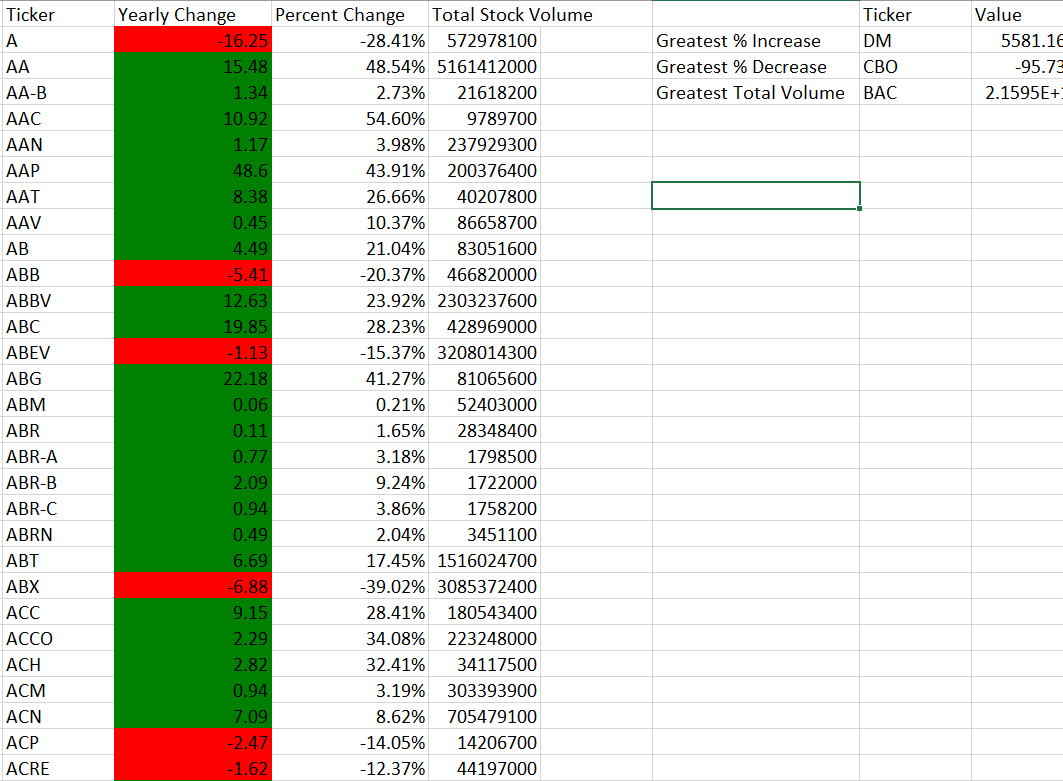 Ticker Yearly Change Percent Change Total Stock Volume Ticker Value
A -16.25 -28.41% 572978100 Greatest % Increase DM 5581.16
AA 15.48 48.54% 5161412000 Greatest % Decrease CBO -95.73
AA-B 1.34 2.73% 21618200 Greatest Total Volume BAC 2.1595E+
AAC 10.92 54.60% 9789700
AAN 1.17 3.98% 237929300
AAP 48.6 43.91% 200376400
AAT 8.38 26.66% 40207800
AAV 0.45 10.37% 86658700
AB 4.49 21.04% 83051600
ABB -5.41 -20.37% 466820000
ABBV 12.63 23.92% 2303237600
ABC 19.85 28.23% 428969000
ABEV -1.13 -15.37% 3208014300
ABG 22.18 41.27% 81065600
ABM 0.06 0.21% 52403000
ABR 0.11 1.65% 28348400
ABR-A 0.77 3.18% 1798500
ABR-B 2.09 9.24% 1722000
ABR-C 0.94 3.86% 1758200
ABRN 0.49 2.04% 3451100
ABT 6.69 17.45% 1516024700
ABX -6.88 -39.02% 3085372400
ACC 9.15 28.41% 180543400
ACCO 2.29 34.08% 223248000
ACH 2.82 32.41% 34117500
ACM 0.94 3.19% 303393900
ACN 7.09 8.62% 705479100
ACP -2.47 -14.05% 14206700
ACRE -1.62 -12.37% 44197000